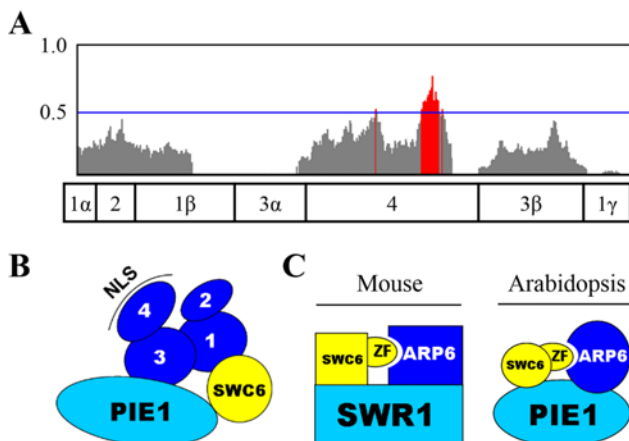 A
1.0
0.5
1α 2 1β 3α 4 3β 1γ
B
NLS
4 2
3 1
SWC6
PIE1
C
Mouse Arabidopsis
SWC6 ZF ARP6 SWC6 ZF ARP6
SWR1 PIE1